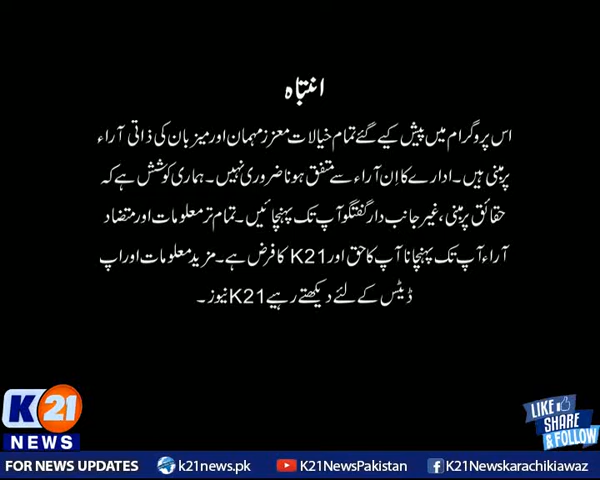 انتباہ
اس پروگرام میں پیش کیے گئے تمام خیالات معزز مہمان اور میزبان کی ذاتی آراء
پر مبنی ہیں۔ ادارے کا اِن آراء سے متفق ہونا ضروری نہیں۔ ہماری کوشش ہے کہ
حقائق پر مبنی، غیر جانب دار گفتگو آپ تک پہنچائیں۔ تمام تر معلومات اور متضاد
آراء آپ تک پہنچانا آپ کا حق اور K21 کا فرض ہے۔ مزید معلومات اور اپ
ڈیٹس کے لئے دیکھتے رہیے K21 نیوز۔
K21
NEWS
LIKE
SHARE
& FOLLOW
FOR NEWS UPDATES k21news.pk K21NewsPakistan K21Newskarachikiawaz